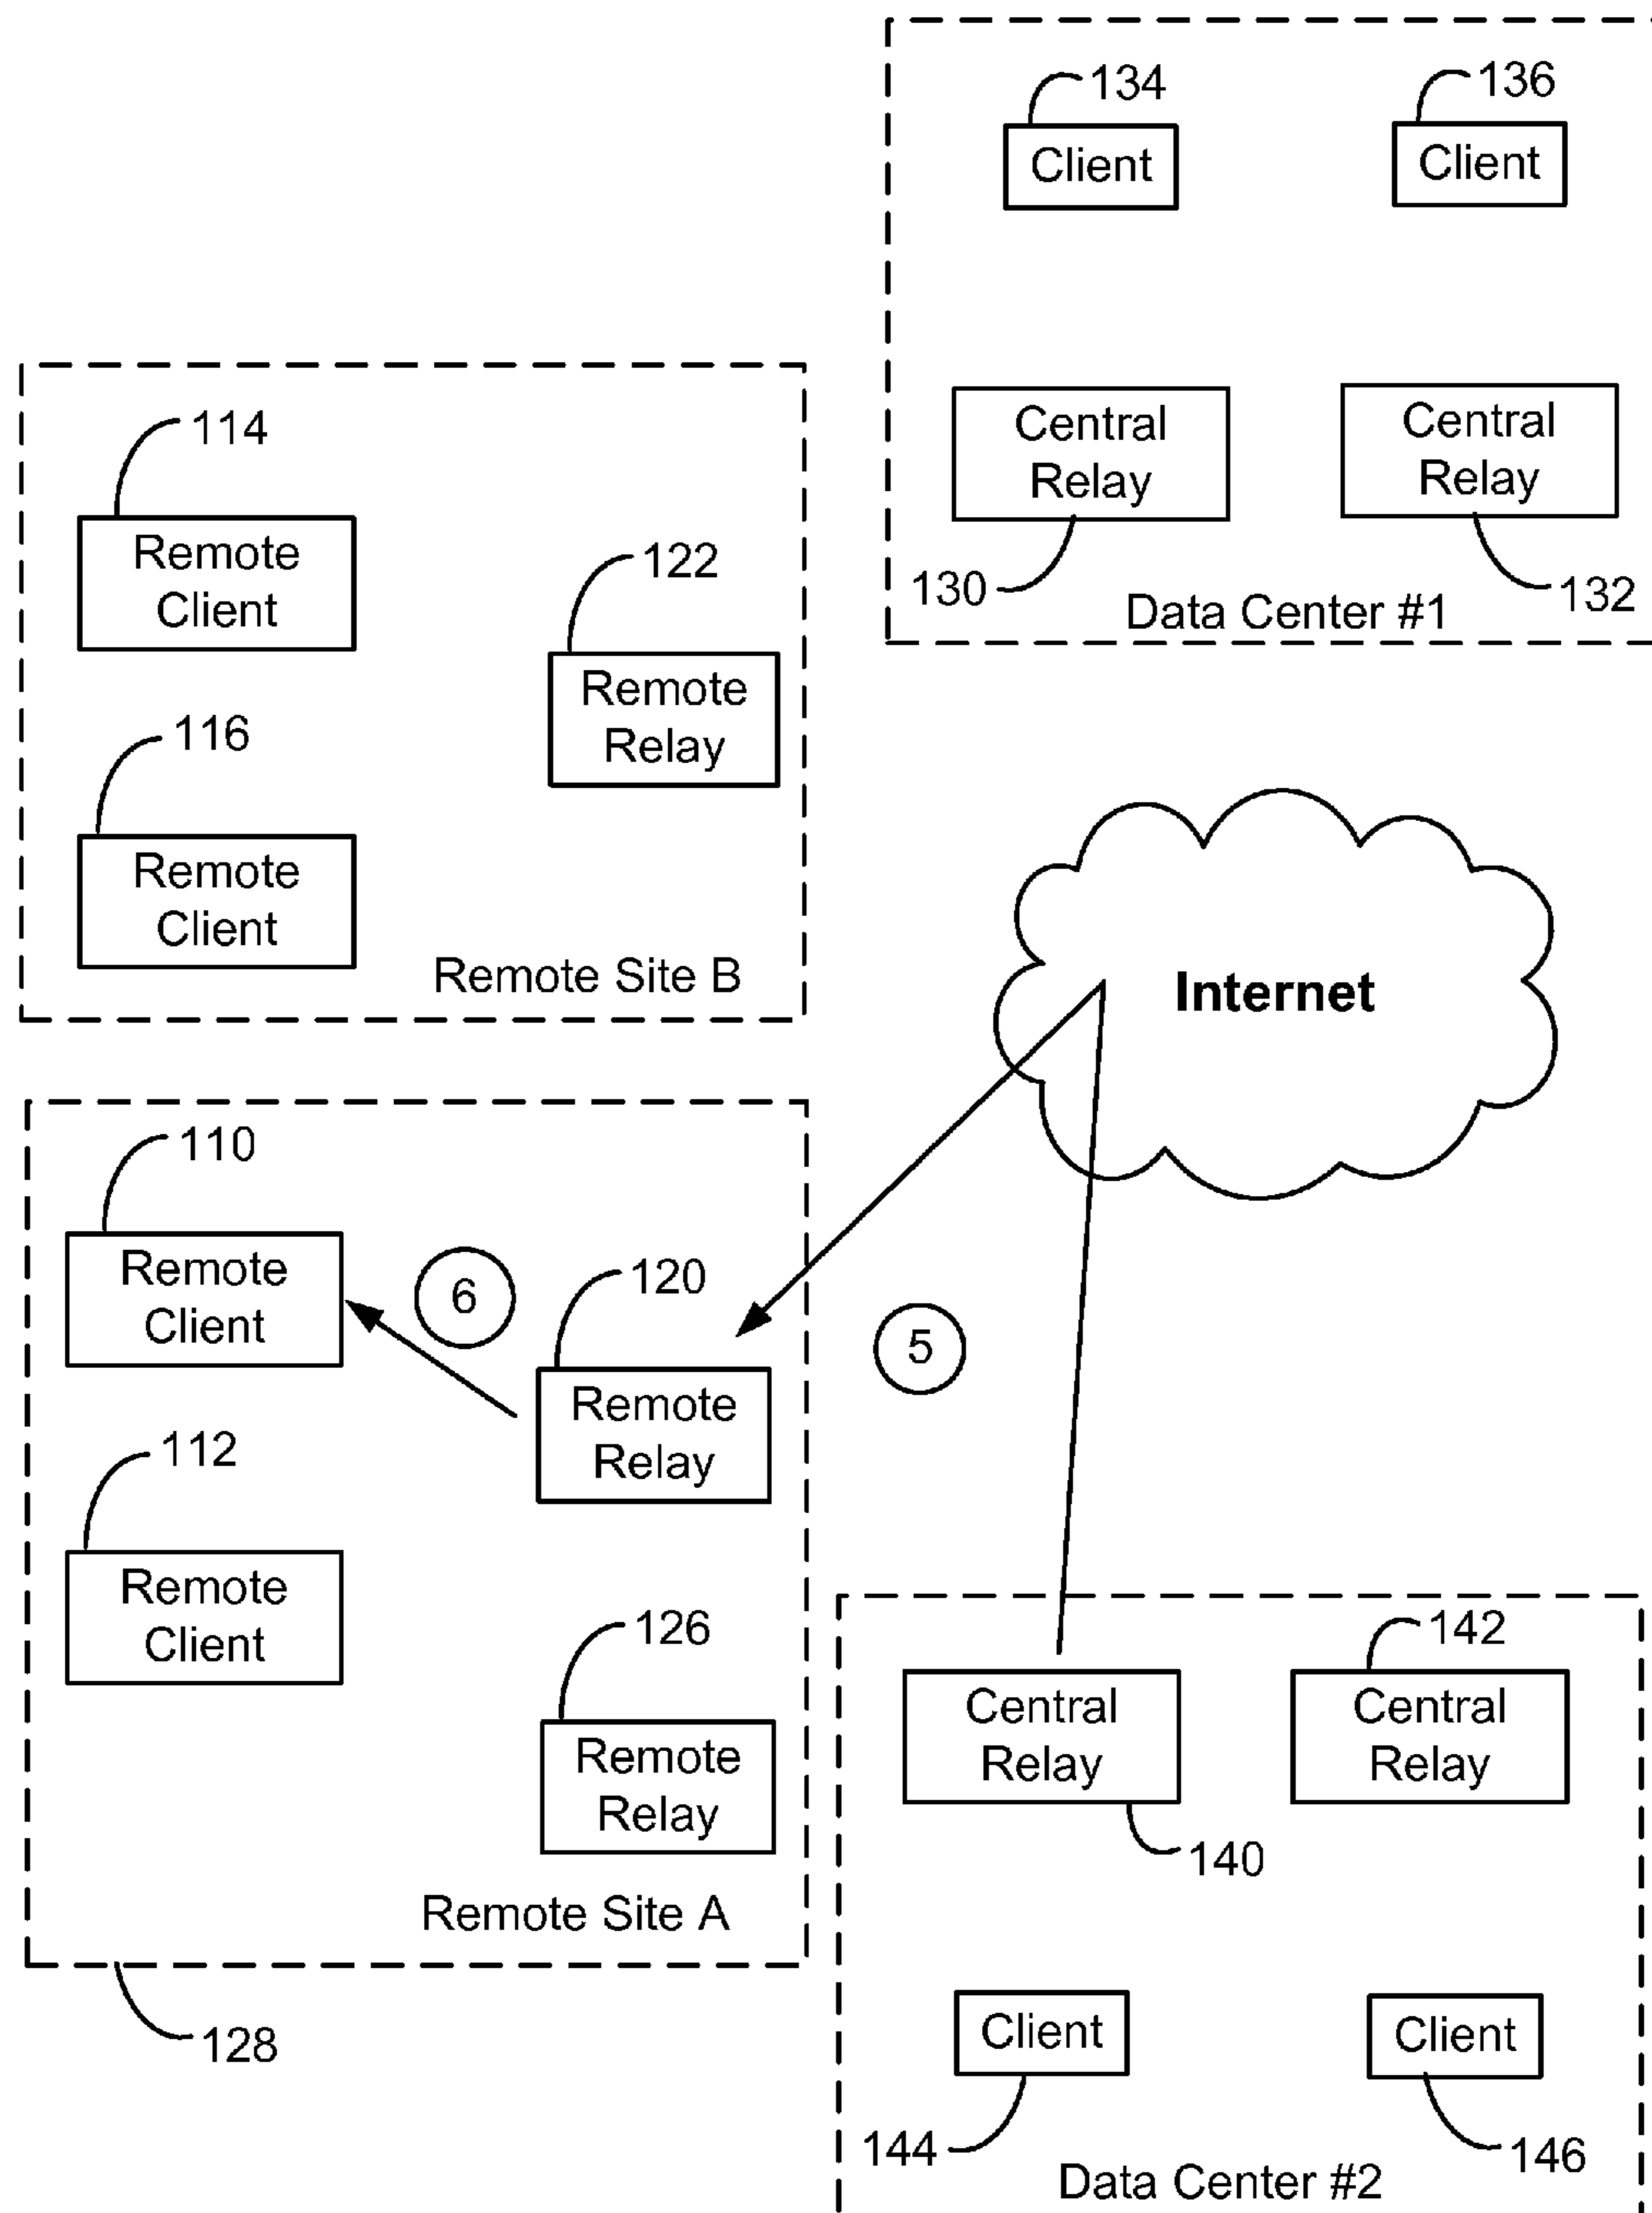 134
Client
136
Client
Central
Relay
130
Central
Relay
132
Data Center #1
114
Remote
Client
122
Remote
Relay
116
Remote
Client
Remote Site B
Internet
110
Remote
Client
6
120
Remote
Relay
5
112
Remote
Client
126
Remote
Relay
Remote Site A
128
Central
Relay
140
142
Central
Relay
Client
144
Client
146
Data Center #2